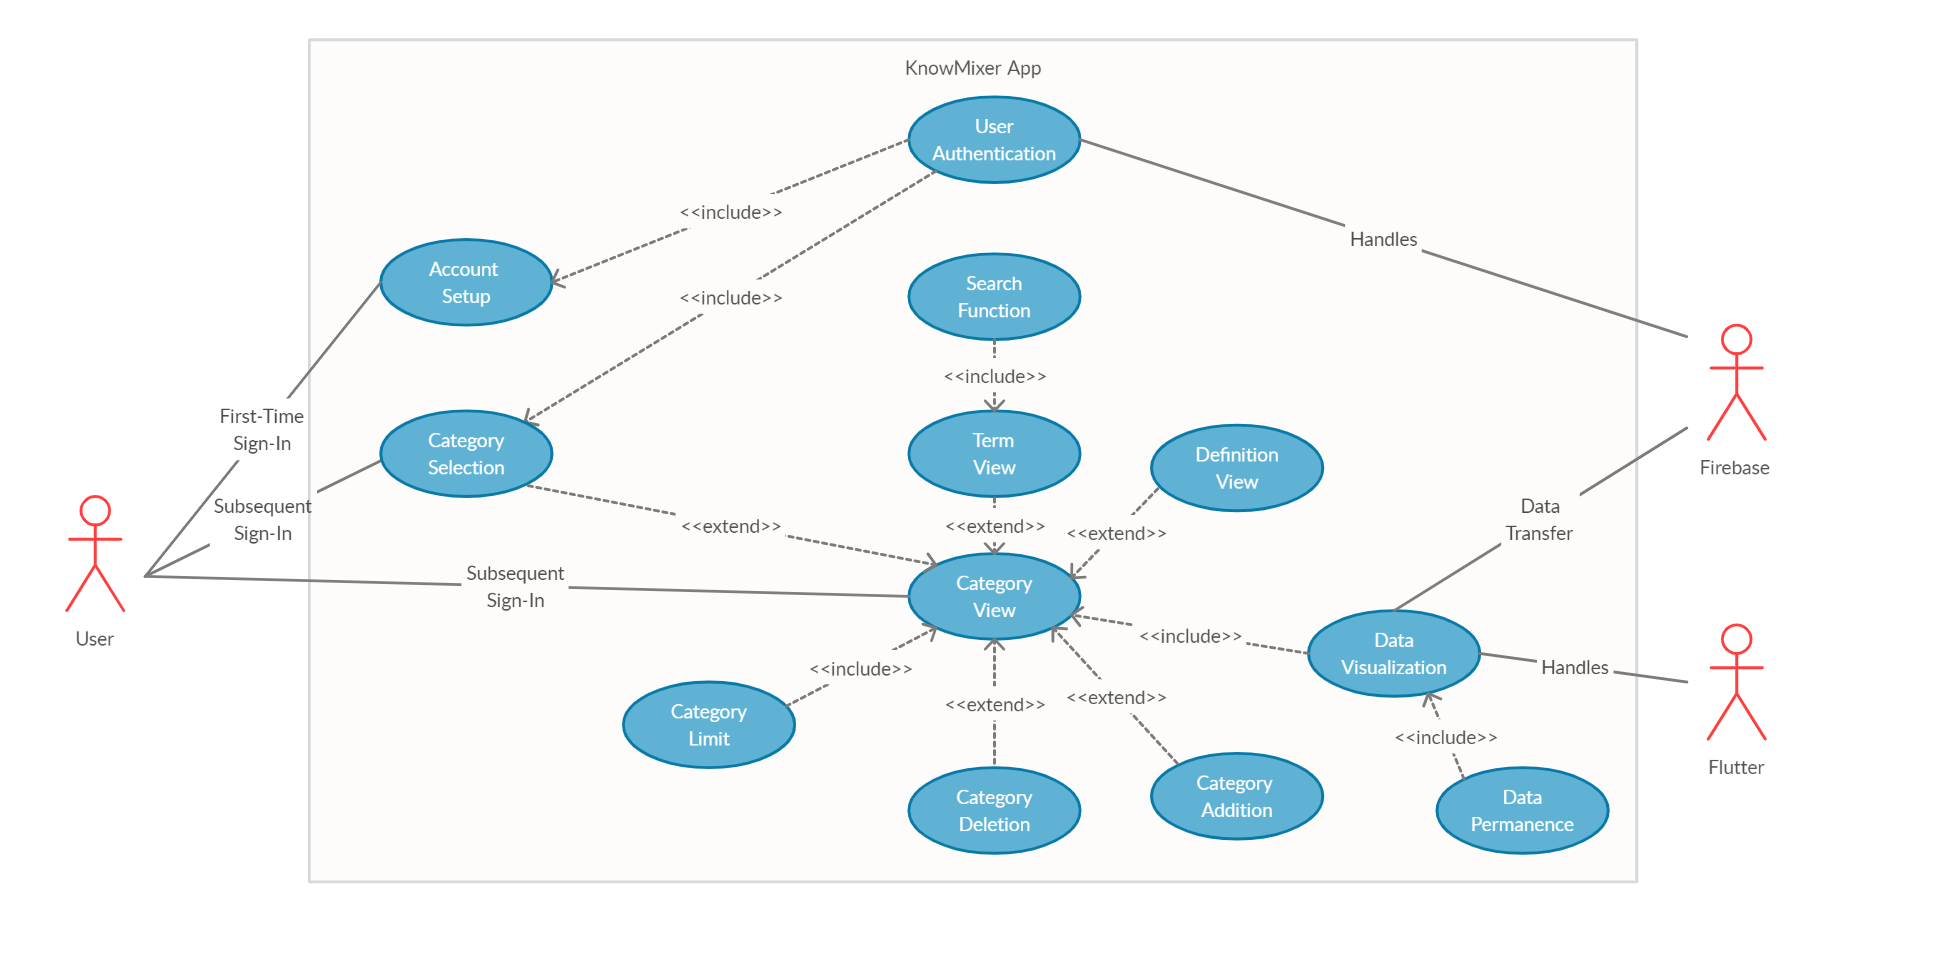 KnowMixer App
User
Authentication
<<include>>
Handles
Account
Setup
Search
Function
<<include>>
<<include>>
First-Time
Sign-In
Category
Selection
Term
View
Definition
View
Firebase
Subsequent
Sign-In
<<extend>>
<<extend>>
<<extend>>
Data
Transfer
Subsequent
Sign-In
Category
View
User
<<include>>
<<include>>
Data
Visualization
Handles
<<extend>>
<<extend>>
Category
Limit
<<include>>
Flutter
Category
Deletion
Category
Addition
Data
Permanence